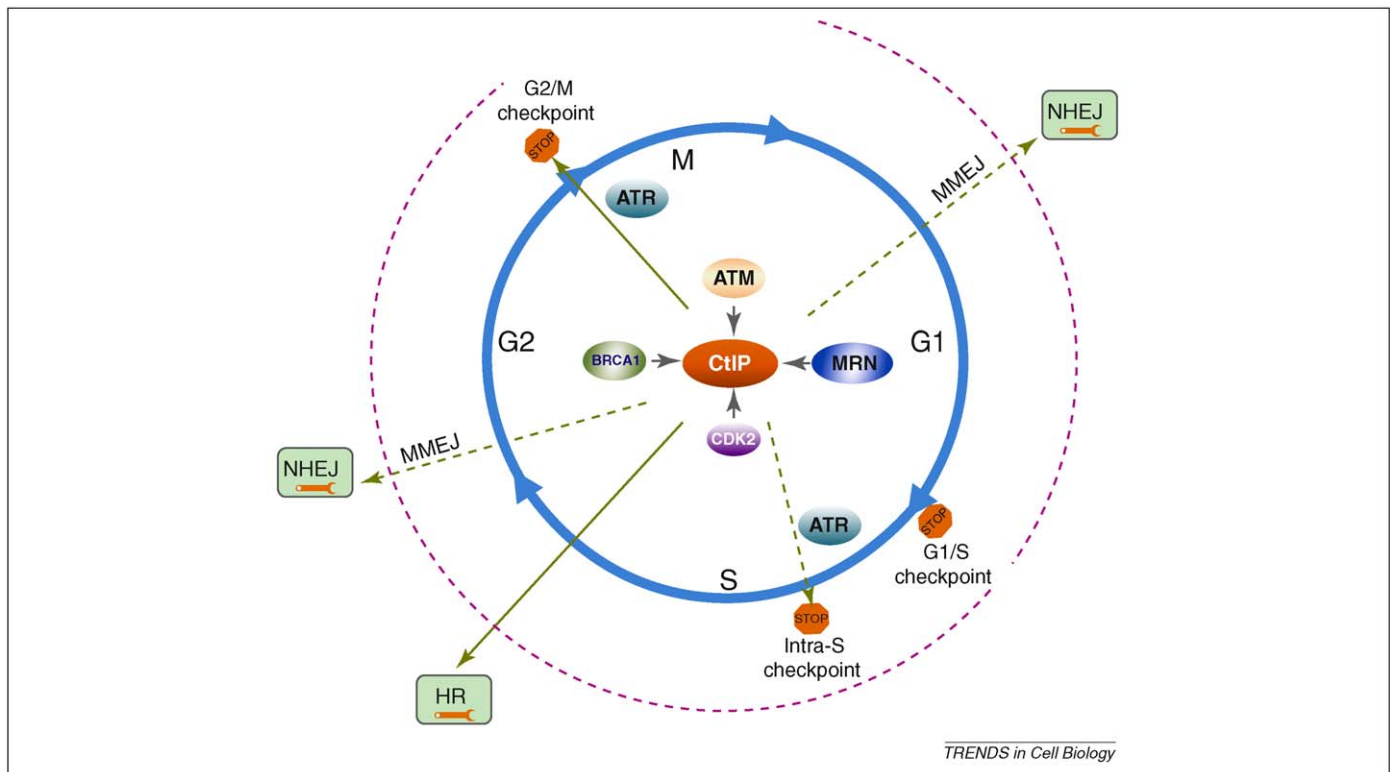 G2/M
checkpoint
STOP
M
ATR
NHEJ
MMEJ
ATM
G2
BRCA1
CtIP
MRN
G1
CDK2
MMEJ
NHEJ
ATR
STOP
G1/S
checkpoint
S
STOP
Intra-S
checkpoint
HR
TRENDS in Cell Biology